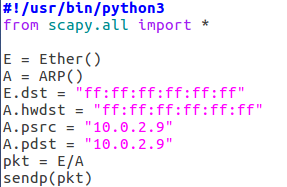 #!/usr/bin/python3
from scapy.all import *
E = Ether()
A = ARP()
E.dst = "ff:ff:ff:ff:ff:ff"
A.hwdst = "ff:ff:ff:ff:ff:ff"
A.psrc = "10.0.2.9"
A.pdst = "10.0.2.9"
pkt = E/A
sendp(pkt)